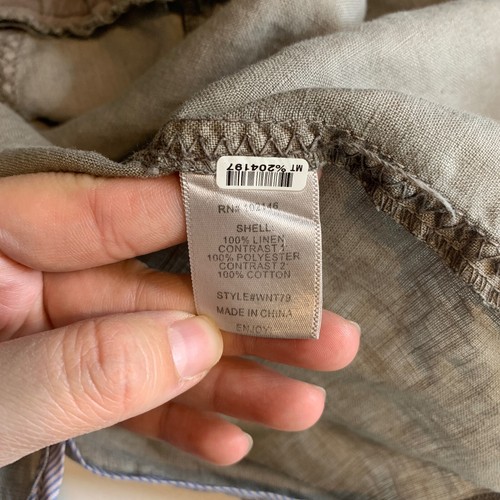 MT %204197
RN# 102146
SHELL:
100% LINEN
CONTRAST 1:
100% POLYESTER
CONTRAST 2:
100% COTTON
STYLE#WNT79
MADE IN CHINA
ENJOY!